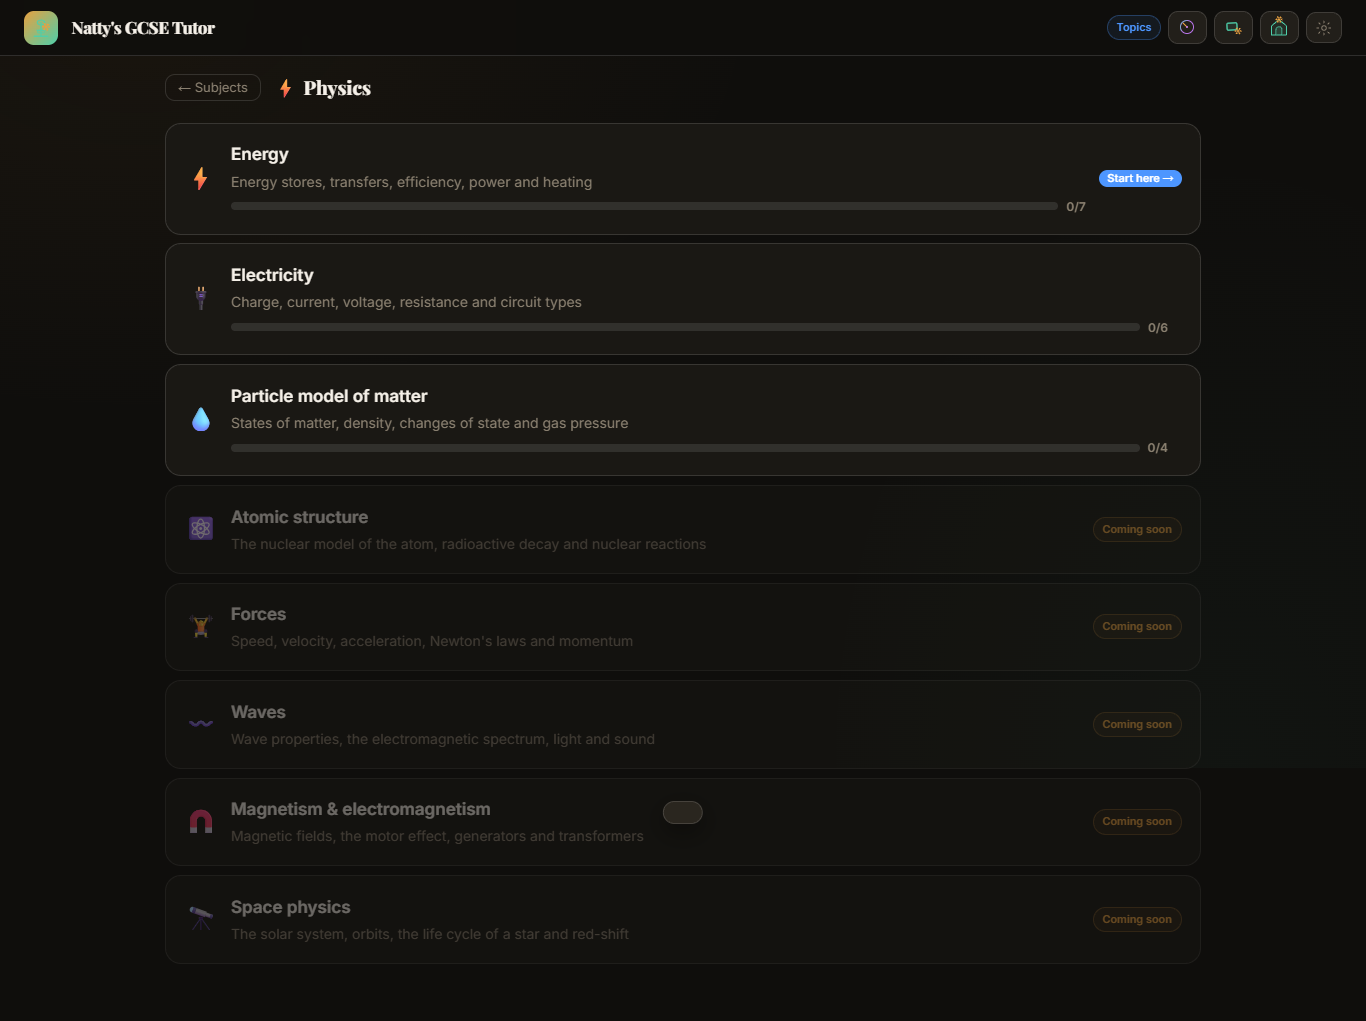 Natty's GCSE Tutor
Topics
← Subjects
Physics
Energy
Energy stores, transfers, efficiency, power and heating
Start here →
0/7
Electricity
Charge, current, voltage, resistance and circuit types
0/6
Particle model of matter
States of matter, density, changes of state and gas pressure
0/4
Atomic structure
The nuclear model of the atom, radioactive decay and nuclear reactions
Coming soon
Forces
Speed, velocity, acceleration, Newton's laws and momentum
Coming soon
Waves
Wave properties, the electromagnetic spectrum, light and sound
Coming soon
Magnetism & electromagnetism
Magnetic fields, the motor effect, generators and transformers
Coming soon
Space physics
The solar system, orbits, the life cycle of a star and red-shift
Coming soon